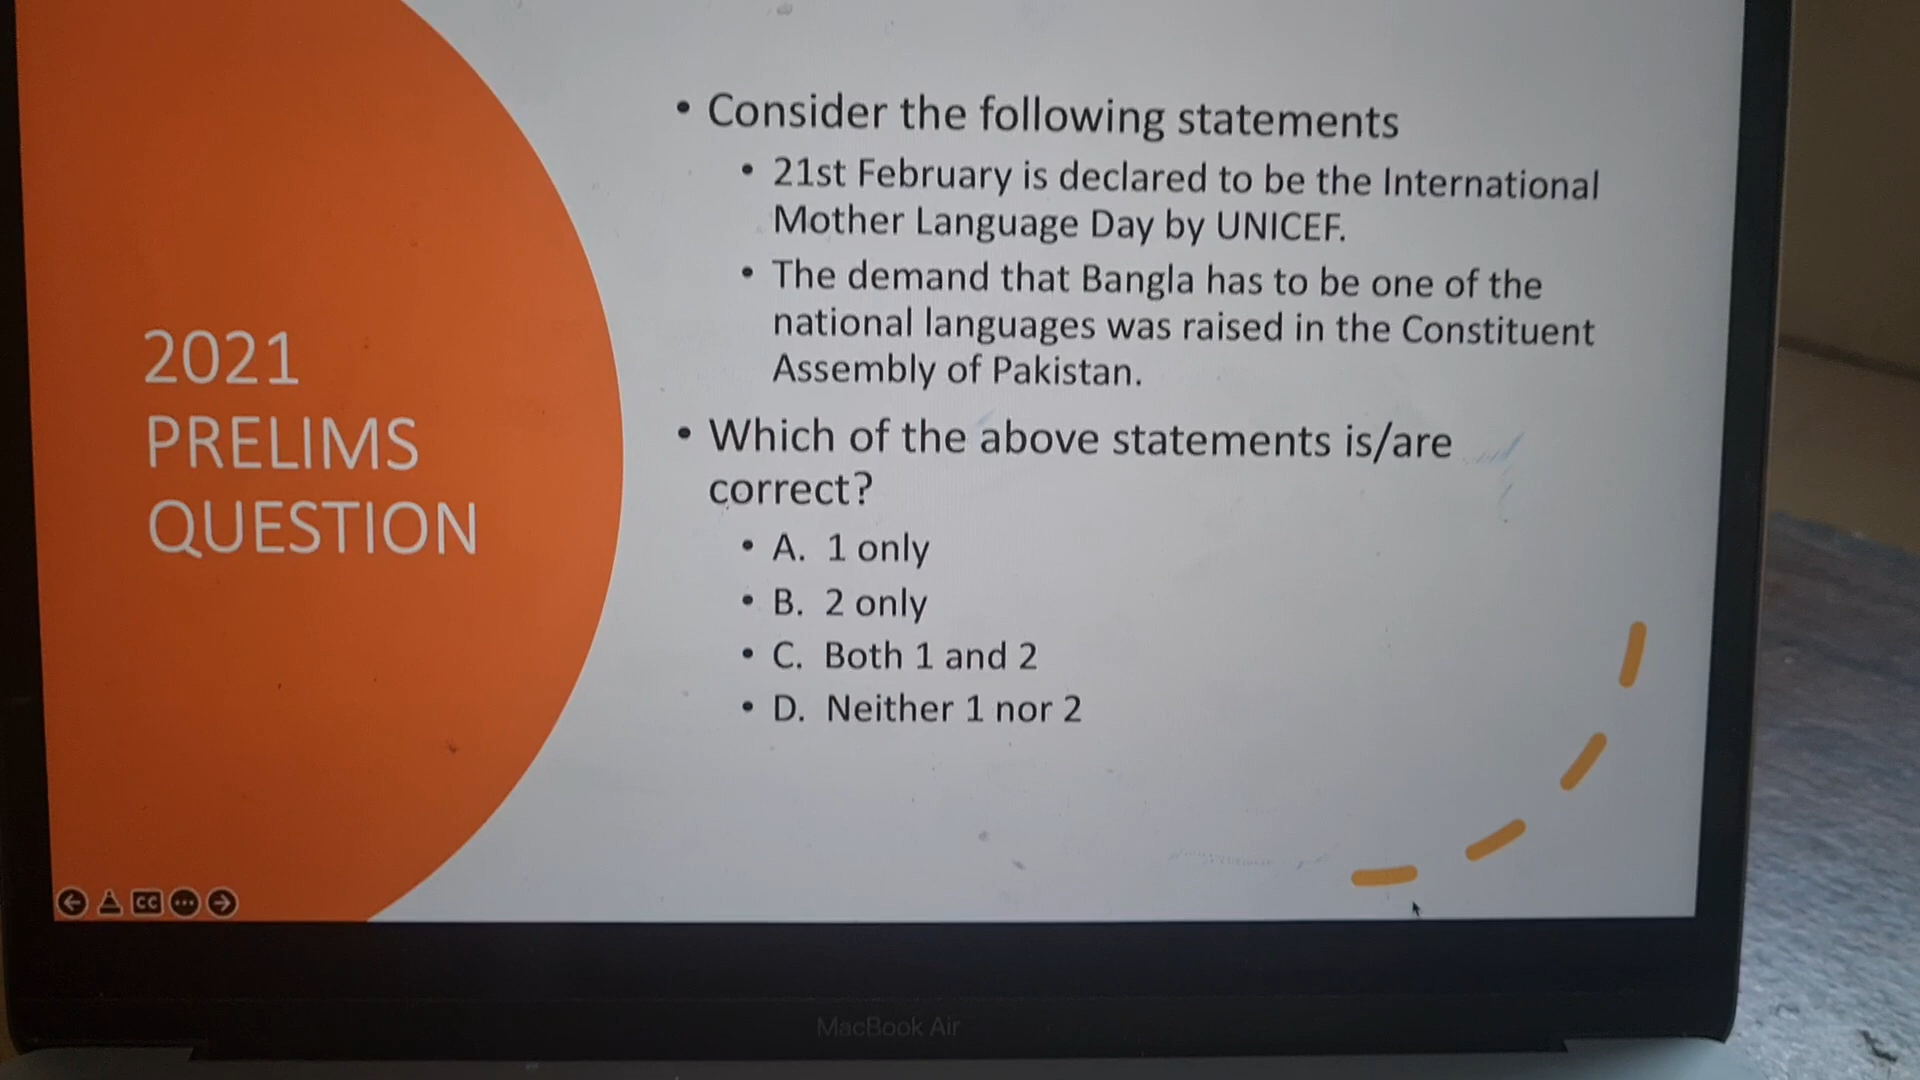 2021
PRELIMS
QUESTION
• Consider the following statements
• 21st February is declared to be the International
Mother Language Day by UNICEF.
• The demand that Bangla has to be one of the
national languages was raised in the Constituent
Assembly of Pakistan.
• Which of the above statements is/are
correct?
• A. 1 only
• B. 2 only
• C. Both 1 and 2
• D. Neither 1 nor 2
CC
MacBook Air